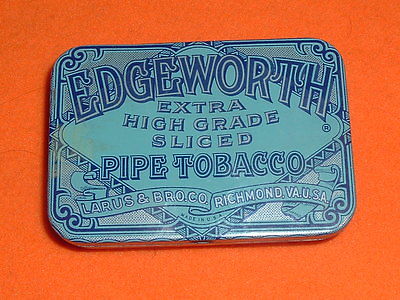 EDGEWORTH
EXTRA
HIGH GRADE
SLICED
®
PIPE TOBACCO
LARUS & BRO.CO. RICHMOND VA.U.S.A.
MADE IN U.S.A.